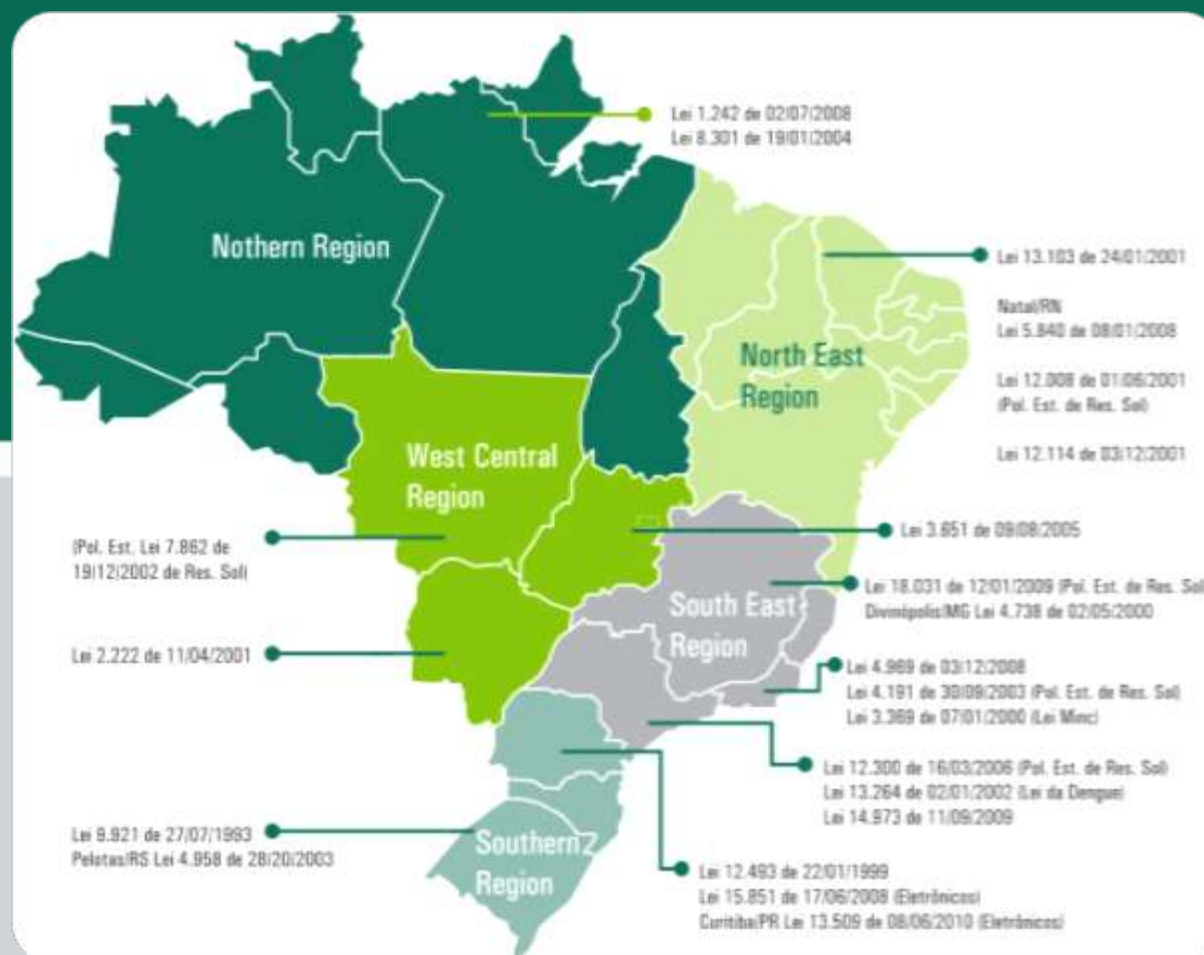 Lei 1.242 de 02/07/2008
Lei 8.301 de 19/01/2004
Nothern Region
Lei 13.103 de 24/01/2001
Natal/RN
Lei 5.840 de 08/01/2008
Lei 12.008 de 01/06/2001
(Pol. Est. de Res. Sol)
Lei 12.114 de 03/12/2001
North East
Region
West Central
Region
(Pol. Est. Lei 7.862 de
19/12/2002 de Res. Sol)
Lei 3.651 de 09/08/2005
Lei 18.031 de 12/01/2009 (Pol. Est. de Res. Sol
Divinópolis/MG Lei 4.738 de 02/05/2000
South East
Region
Lei 2.222 de 11/04/2001
Lei 4.969 de 03/12/2008
Lei 4.191 de 30/09/2003 (Pol. Est. de Res. Sol)
Lei 3.369 de 07/01/2000 (Lei Minc)
Lei 12.300 de 16/03/2006 (Pol. Est. de Res. Sol)
Lei 13.264 de 02/01/2002 (Lei da Dengue)
Lei 14.973 de 11/09/2009
Lei 9.921 de 27/07/1993
Pelotas/RS Lei 4.958 de 28/20/2003
Southern
Region
Lei 12.493 de 22/01/1999
Lei 15.851 de 17/06/2008 (Eletrônicos)
Curitiba/PR Lei 13.509 de 08/06/2010 (Eletrônicos)